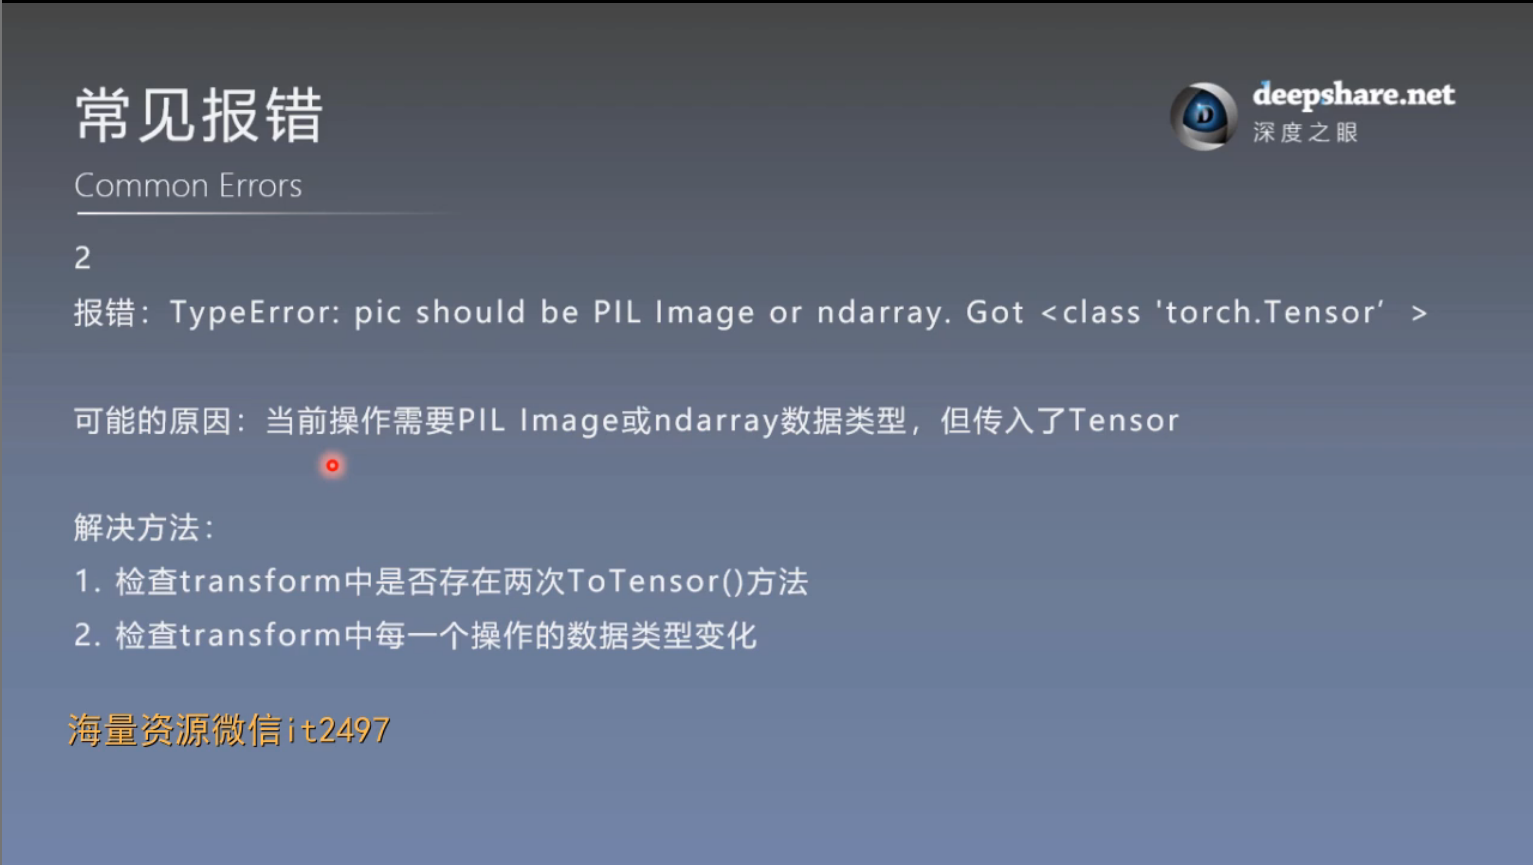 常见报错
deepshare.net
深度之眼
Common Errors
2
报错：TypeError: pic should be PIL Image or ndarray. Got <class 'torch.Tensor’ >
可能的原因：当前操作需要PIL Image或ndarray数据类型，但传入了Tensor
解决方法：
1. 检查transform中是否存在两次ToTensor()方法
2. 检查transform中每一个操作的数据类型变化
海量资源微信it2497